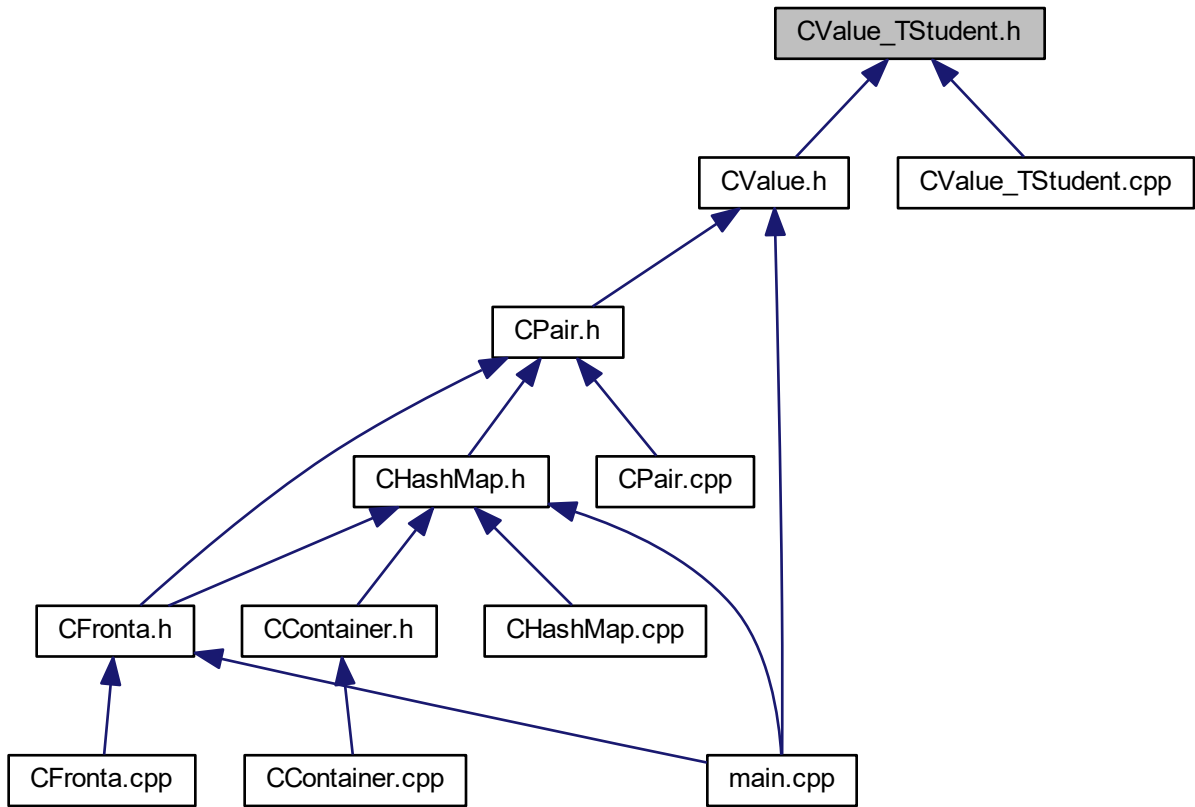 CValue_TStudent.h
CValue.h
CValue_TStudent.cpp
CPair.h
CHashMap.h
CPair.cpp
CFronta.h
CContainer.h
CHashMap.cpp
CFronta.cpp
CContainer.cpp
main.cpp